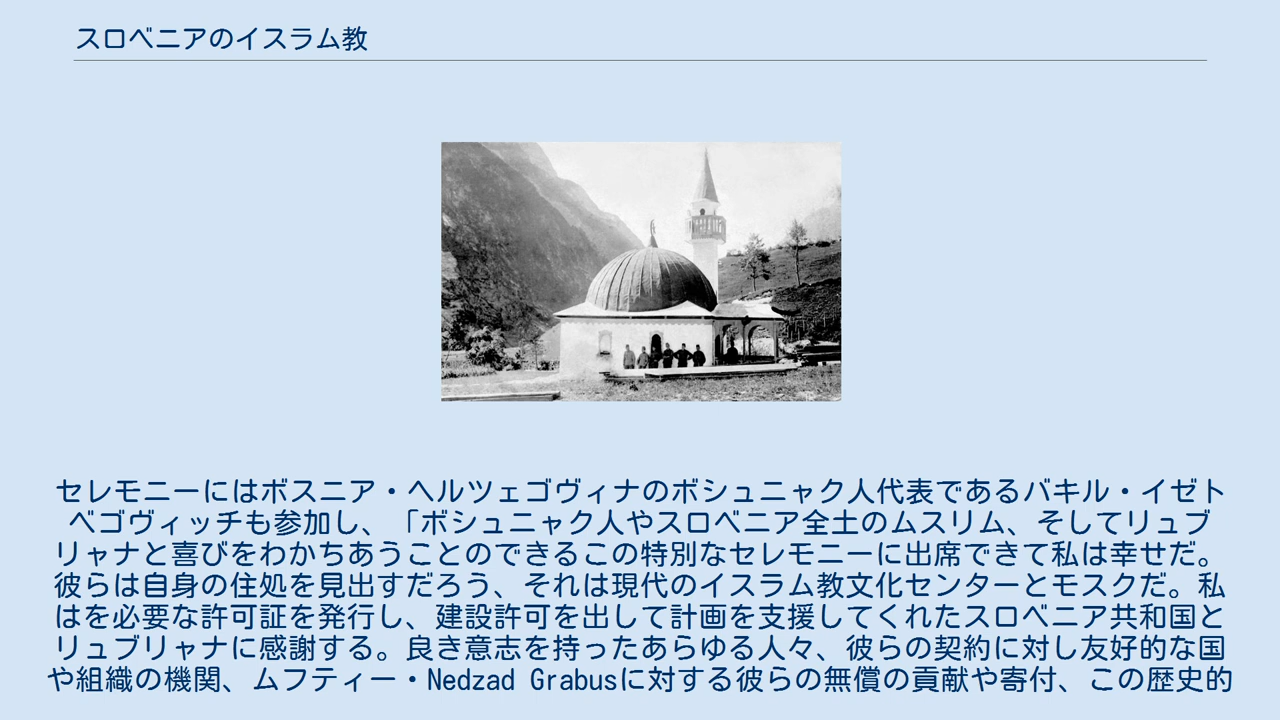 スロベニアのイスラム教
セレモニーにはボスニア・ヘルツェゴヴィナのボシュニャク人代表であるバキル・イゼト
ベゴヴィッチも参加し、「ボシュニャク人やスロベニア全土のムスリム、そしてリュブ
リャナと喜びをわかちあうことのできるこの特別なセレモニーに出席できて私は幸せだ。
彼らは自身の住処を見出すだろう、それは現代のイスラム教文化センターとモスクだ。私
はを必要な許可証を発行し、建設許可を出して計画を支援してくれたスロベニア共和国と
リュブリャナに感謝する。良き意志を持ったあらゆる人々、彼らの契約に対し友好的な国
や組織の機関、ムフティー・Nedzad Grabusに対する彼らの無償の貢献や寄付、この歴史的